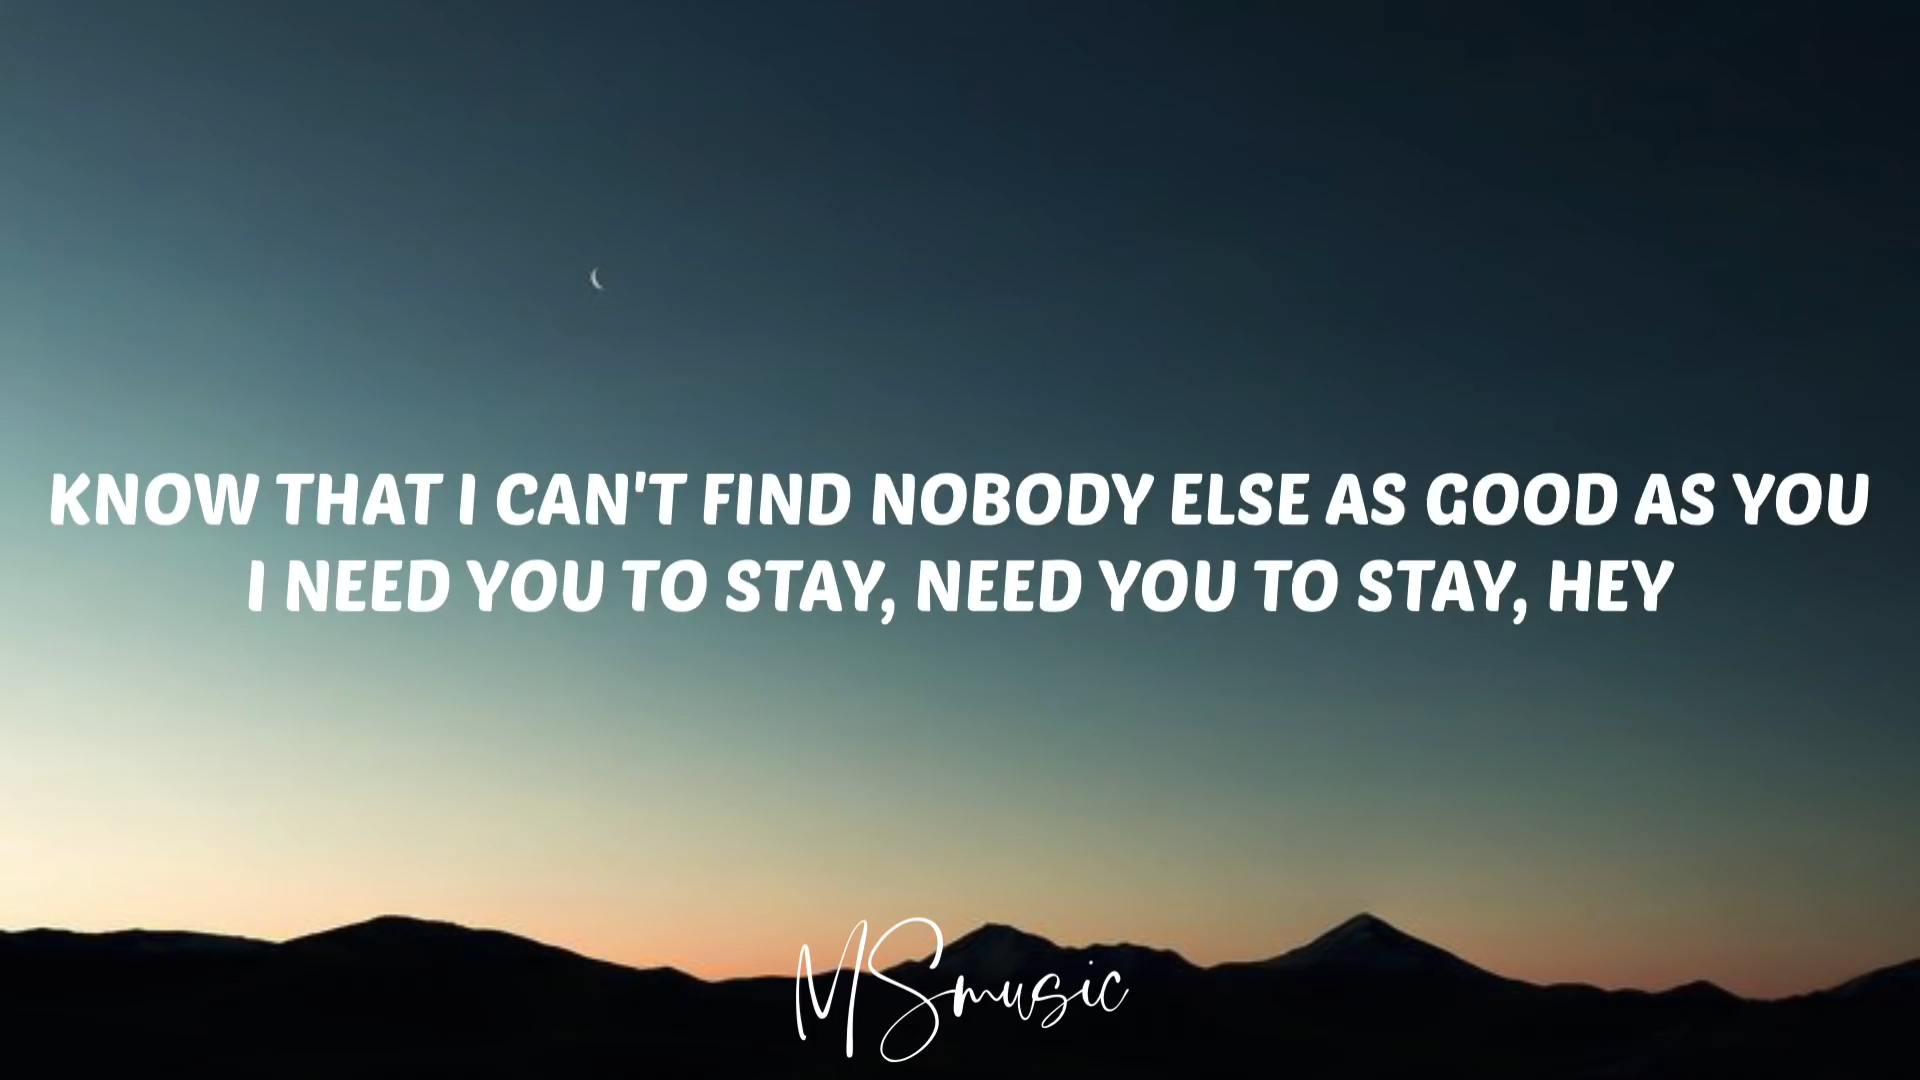 KNOW THAT I CAN'T FIND NOBODY ELSE AS GOOD AS YOU
I NEED YOU TO STAY, NEED YOU TO STAY, HEY
MSmusic